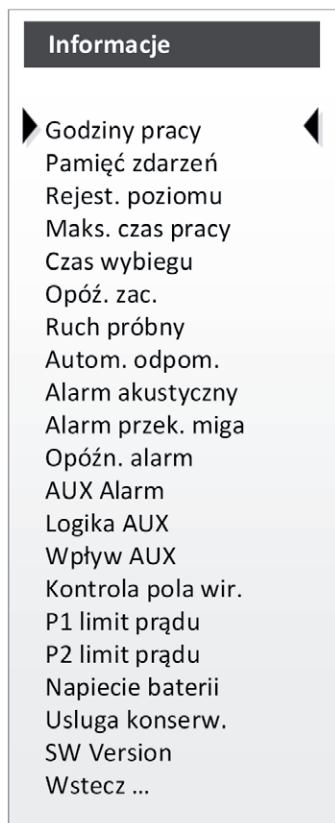 Informacje
Godziny pracy
Pamięć zdarzeń
Rejest. poziomu
Maks. czas pracy
Czas wybiegu
Opóź. zac.
Ruch próbny
Autom. odpom.
Alarm akustyczny
Alarm przek. miga
Opóźn. alarm
AUX Alarm
Logika AUX
Wpływ AUX
Kontrola pola wir.
P1 limit prądu
P2 limit prądu
Napiecie baterii
Usluga konserw.
SW Version
Wstecz ...